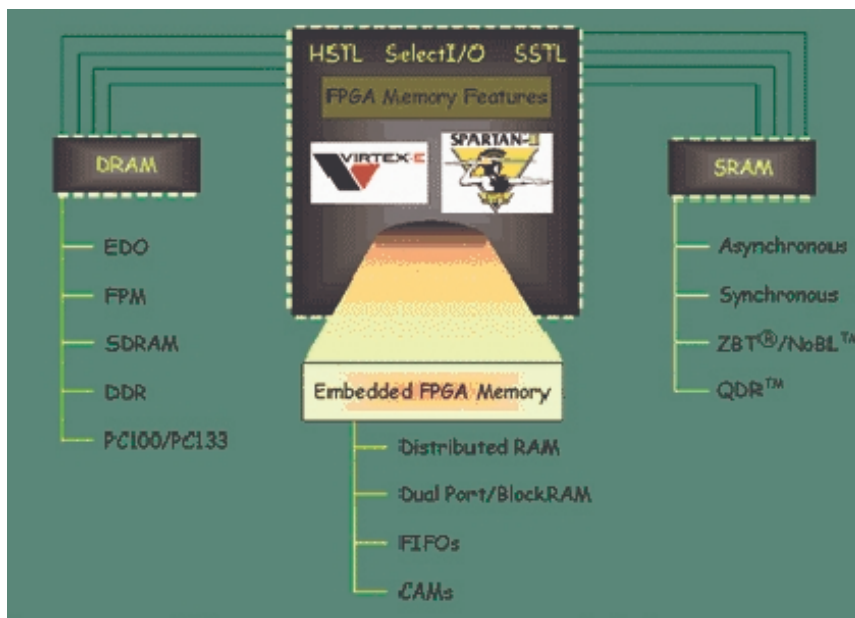 HSTL SelectI/O SSTL
FPGA Memory Features
VIRTEX-E
SPARTAN-II
DRAM
EDO
FPM
SDRAM
DDR
PC100/PC133
SRAM
Asynchronous
Synchronous
ZBT®/NoBL™
QDR™
Embedded FPGA Memory
Distributed RAM
Dual Port/BlockRAM
FIFOs
CAMs